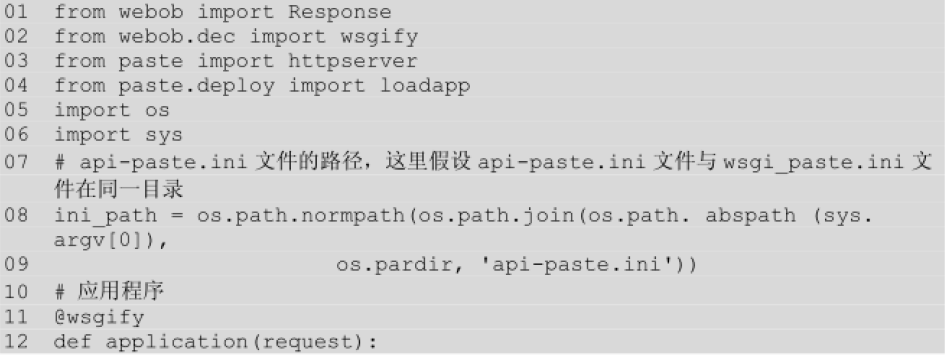 01 from webob import Response
02 from webob.dec import wsgify
03 from paste import httpserver
04 from paste.deploy import loadapp
05 import os
06 import sys
07 # api-paste.ini 文件的路径，这里假设 api-paste.ini 文件与 wsgi_paste.ini 文
件在同一目录
08 ini_path = os.path.normpath(os.path.join(os.path. abspath (sys.
argv[0]),
09 os.pardir, 'api-paste.ini'))
10 # 应用程序
11 @wsgify
12 def application(request):